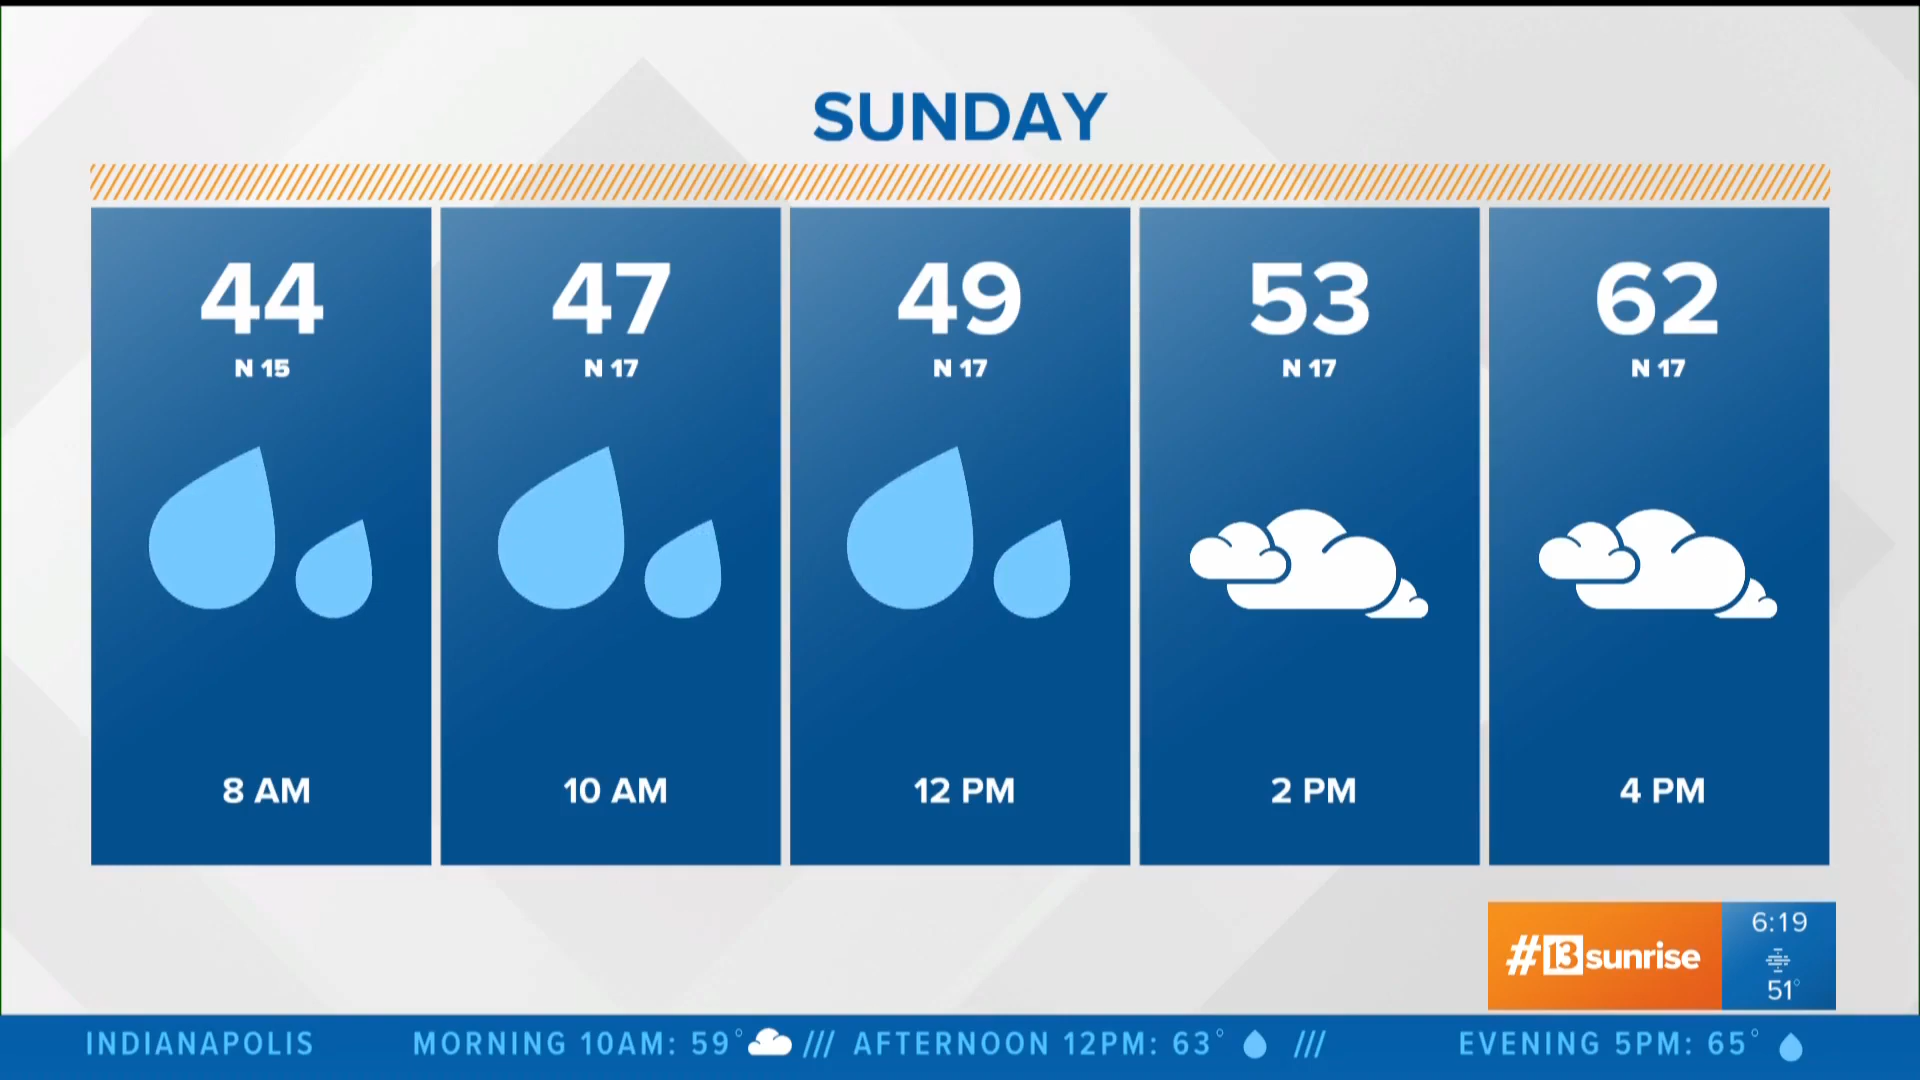 SUNDAY
44 47 49 53 62
N 15 N 17 N 17 N 17 N 17
8 AM 10 AM 12 PM 2 PM 4 PM
#13sunrise
6:19
51°
INDIANAPOLIS MORNING 10AM: 59° /// AFTERNOON 12PM: 63° /// EVENING 5PM: 65°